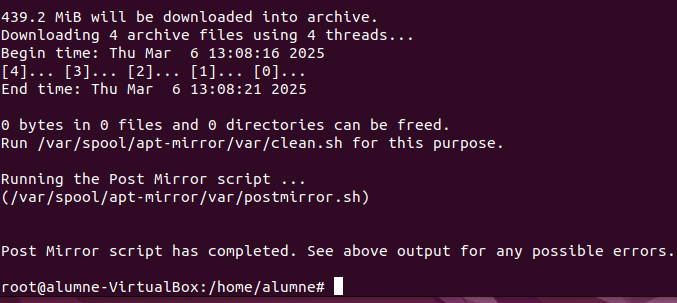 439.2 MiB will be downloaded into archive.
Downloading 4 archive files using 4 threads...
Begin time: Thu Mar  6 13:08:16 2025
[4]... [3]... [2]... [1]... [0]...
End time: Thu Mar  6 13:08:21 2025
0 bytes in 0 files and 0 directories can be freed.
Run /var/spool/apt-mirror/var/clean.sh for this purpose.
Running the Post Mirror script ...
(/var/spool/apt-mirror/var/postmirror.sh)
Post Mirror script has completed. See above output for any possible errors.
root@alumne-VirtualBox:/home/alumne#